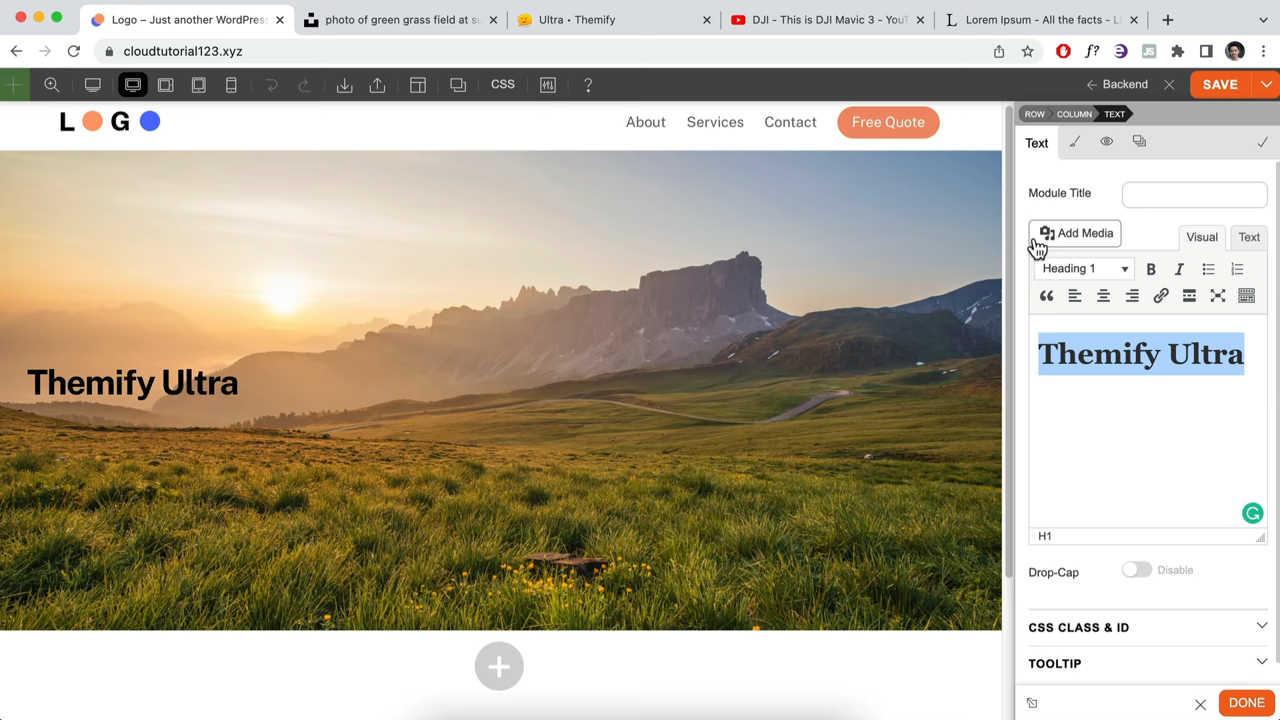 Logo – Just another WordPress
photo of green grass field at su
Ultra • Themify
DJI - This is DJI Mavic 3 - YouT
Lorem Ipsum - All the facts - Li
cloudtutorial123.xyz
f?
JS
CSS
?
Backend
SAVE
LOGO
About
Services
Contact
Free Quote
Themify Ultra
ROW
COLUMN
TEXT
Text
Module Title
Add Media
Visual
Text
Heading 1
B
I
Themify Ultra
H1
Drop-Cap
Disable
CSS CLASS & ID
TOOLTIP
DONE